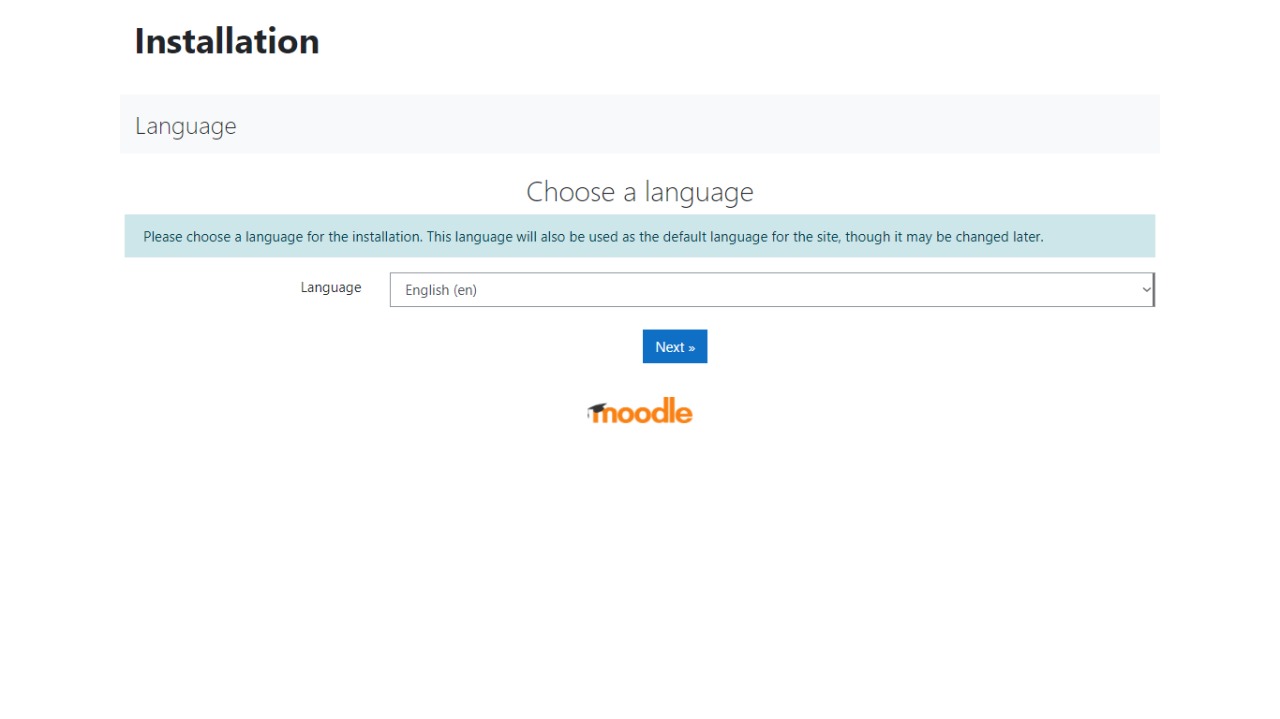 Installation
Language
Choose a language
Please choose a language for the installation. This language will also be used as the default language for the site, though it may be changed later.
Language
English (en)
Next »
moodle